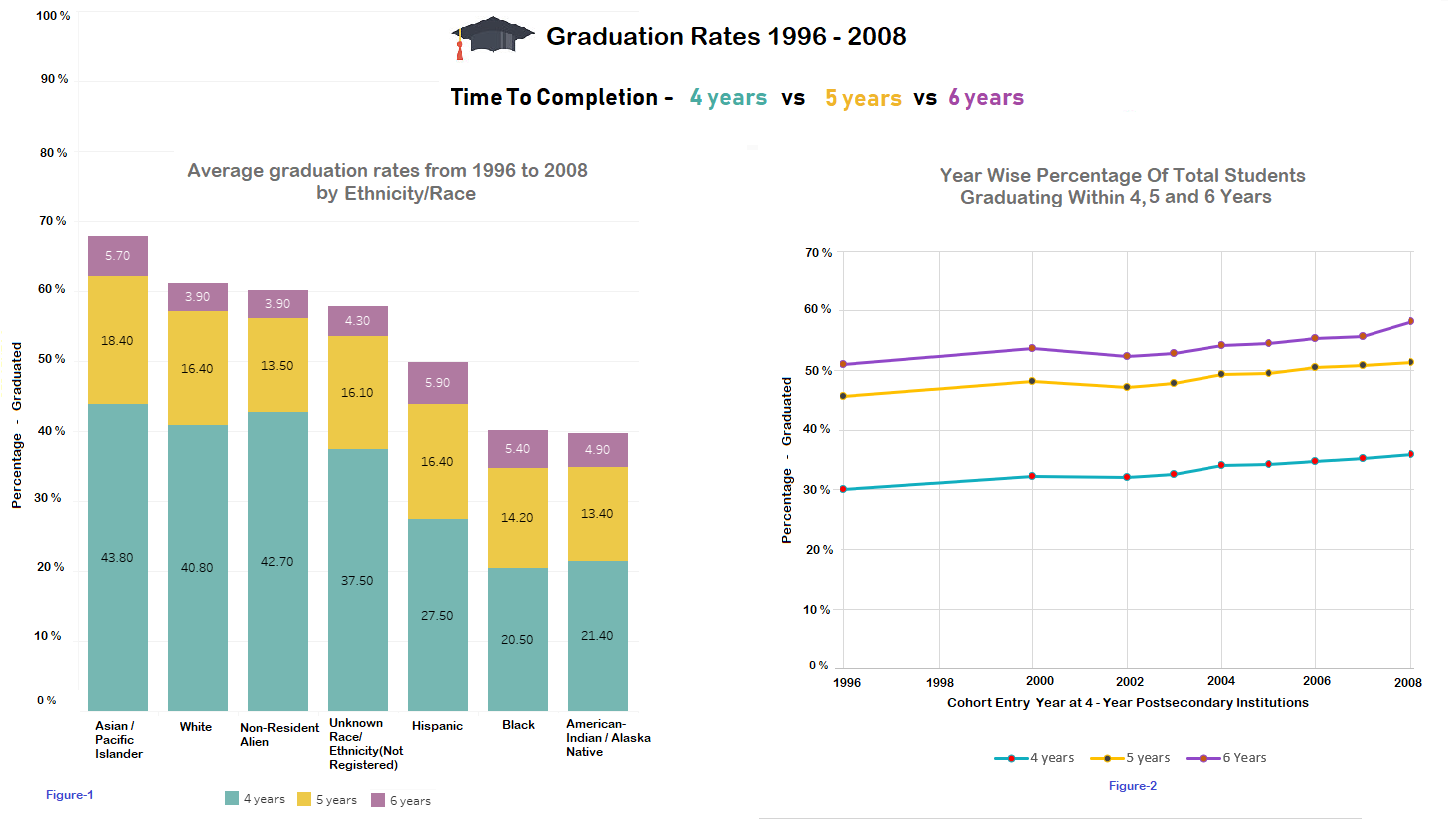 Graduation Rates 1996 - 2008
Time To Completion - 4 years vs 5 years vs 6 years
Average graduation rates from 1996 to 2008
by Ethnicity/Race
100 %
90 %
80 %
70 %
60 %
50 %
40 %
30 %
20 %
10 %
0 %
Percentage - Graduated
5.70
18.40
43.80
3.90
16.40
40.80
3.90
13.50
42.70
4.30
16.10
37.50
5.90
16.40
27.50
5.40
14.20
20.50
4.90
13.40
21.40
Asian /
Pacific
Islander
White
Non-Resident
Alien
Unknown
Race/
Ethnicity(Not
Registered)
Hispanic
Black
American-
Indian / Alaska
Native
4 years
5 years
6 years
Figure-1
Year Wise Percentage Of Total Students
Graduating Within 4, 5 and 6 Years
70 %
60 %
50 %
40 %
30 %
20 %
10 %
0 %
Percentage - Graduated
1996
1998
2000
2002
2004
2006
2008
Cohort Entry Year at 4 - Year Postsecondary Institutions
4 years
5 years
6 Years
Figure-2